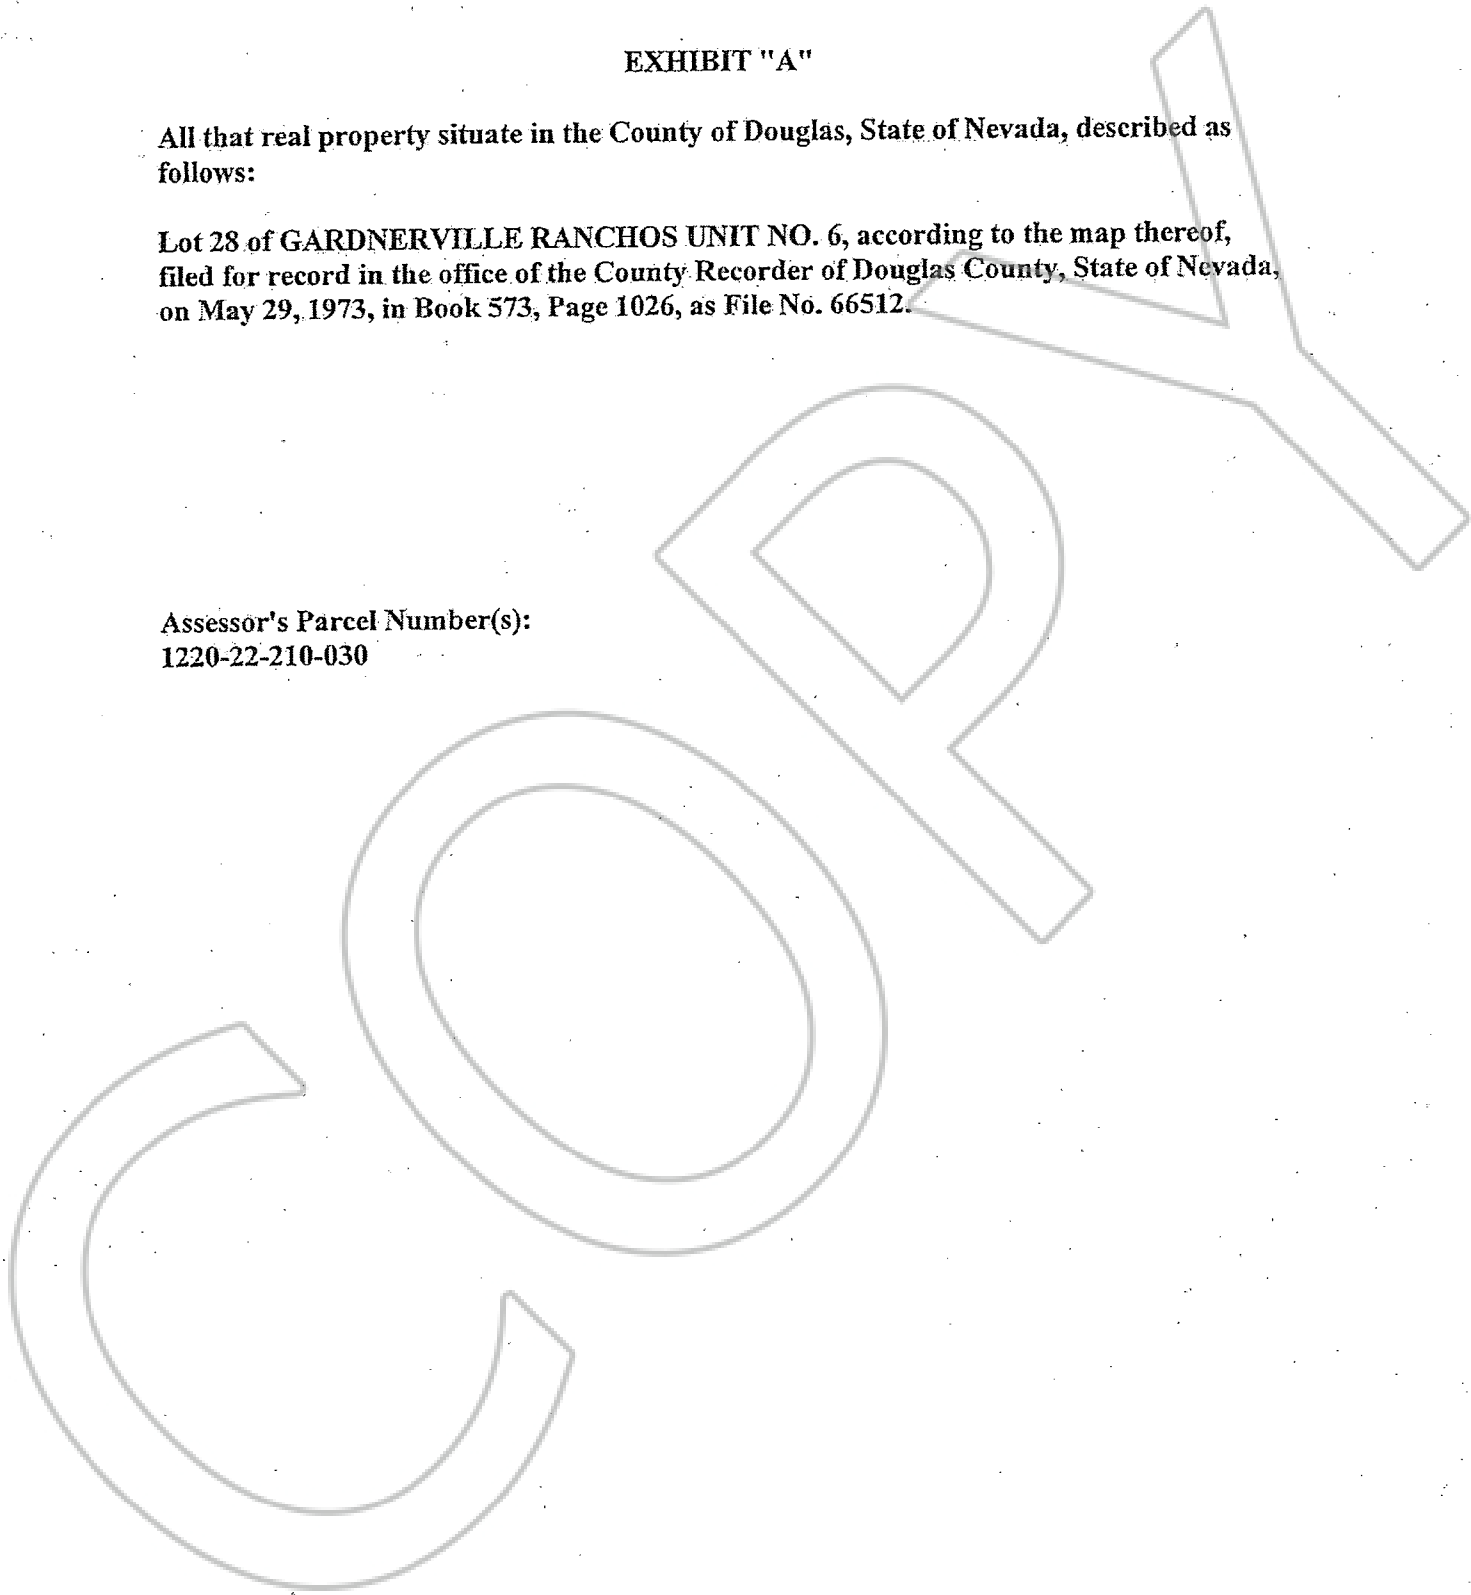 EXHIBIT "A"
All that real property situate in the County of Douglas, State of Nevada, described as
follows:
Lot 28 of GARDNERVILLE RANCHOS UNIT NO. 6, according to the map thereof,
filed for record in the office of the County Recorder of Douglas County, State of Nevada,
on May 29, 1973, in Book 573, Page 1026, as File No. 66512.
Assessor's Parcel Number(s):
1220-22-210-030
COPY